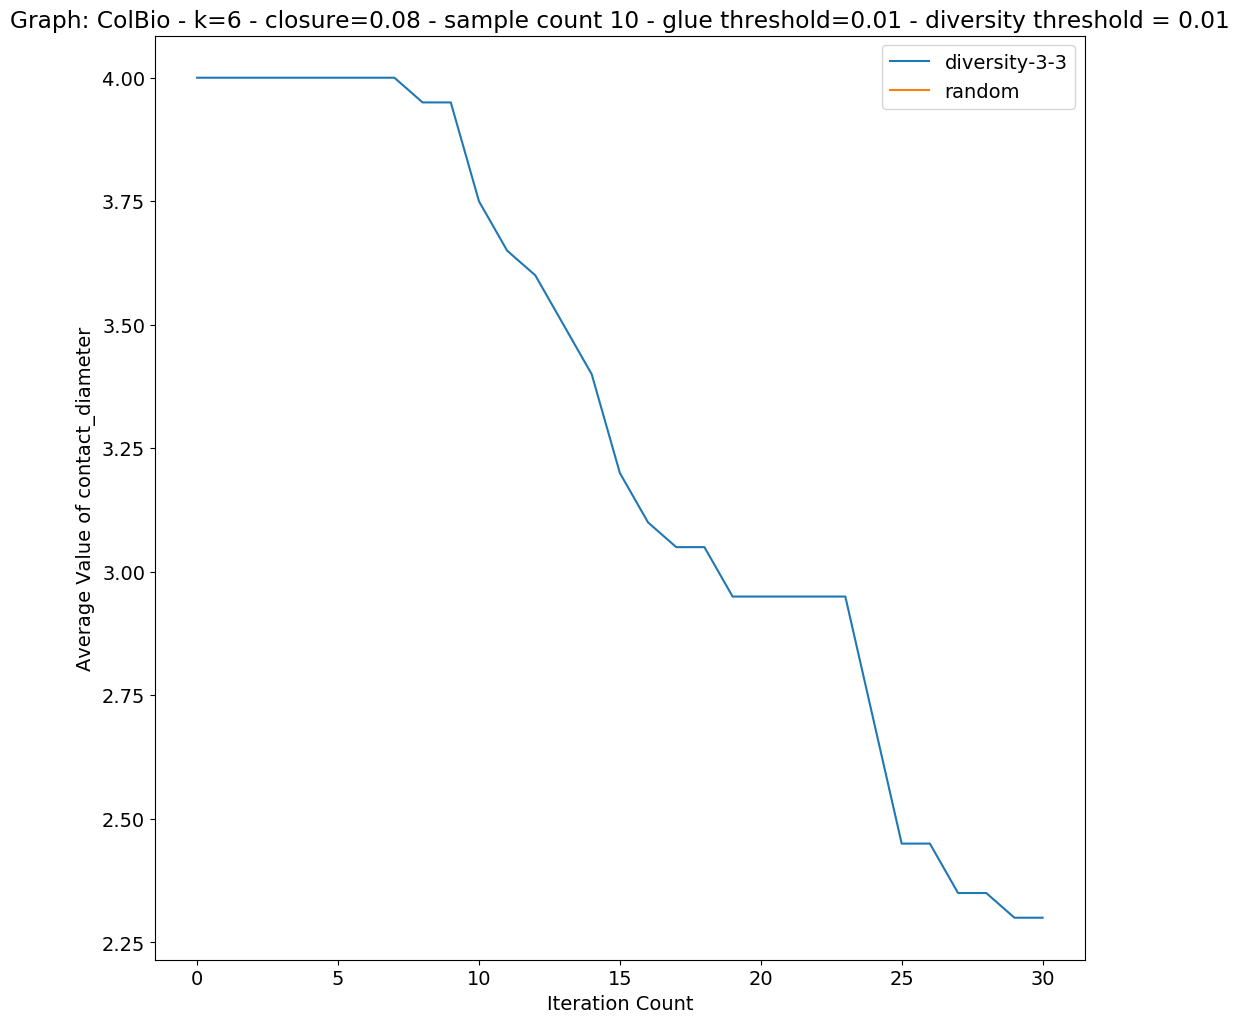 Graph: ColBio - k=6 - closure=0.08 - sample count 10 - glue threshold=0.01 - diversity threshold = 0.01
diversity-3-3
random
4.00
3.75
3.50
3.25
3.00
2.75
2.50
2.25
Average Value of contact_diameter
0 5 10 15 20 25 30
Iteration Count